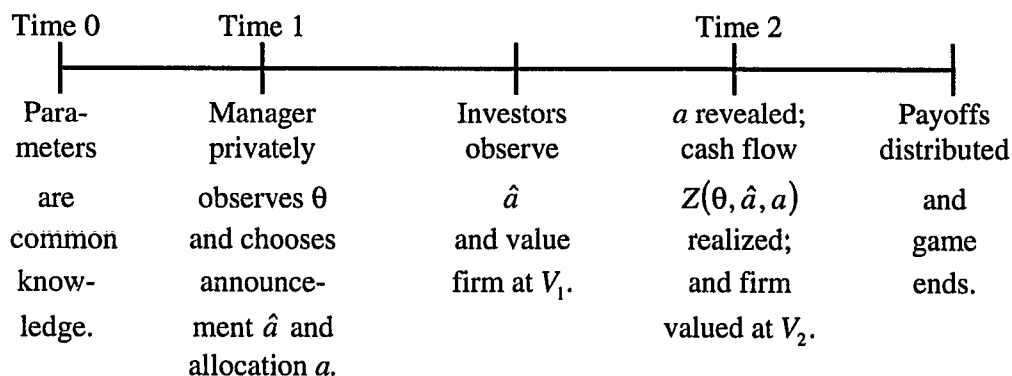 Time 0 Time 1 Time 2
Para- Manager Investors a revealed; Payoffs
meters privately observe cash flow distributed
are observes θ â Z(θ, â, a) and
common and chooses and value realized; game
know- announce- firm at V₁. and firm ends.
ledge. ment â and valued at V₂.
allocation a.